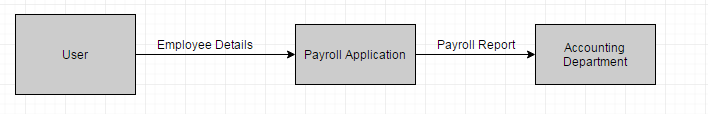 User
Employee Details
Payroll Application
Payroll Report
Accounting
Department